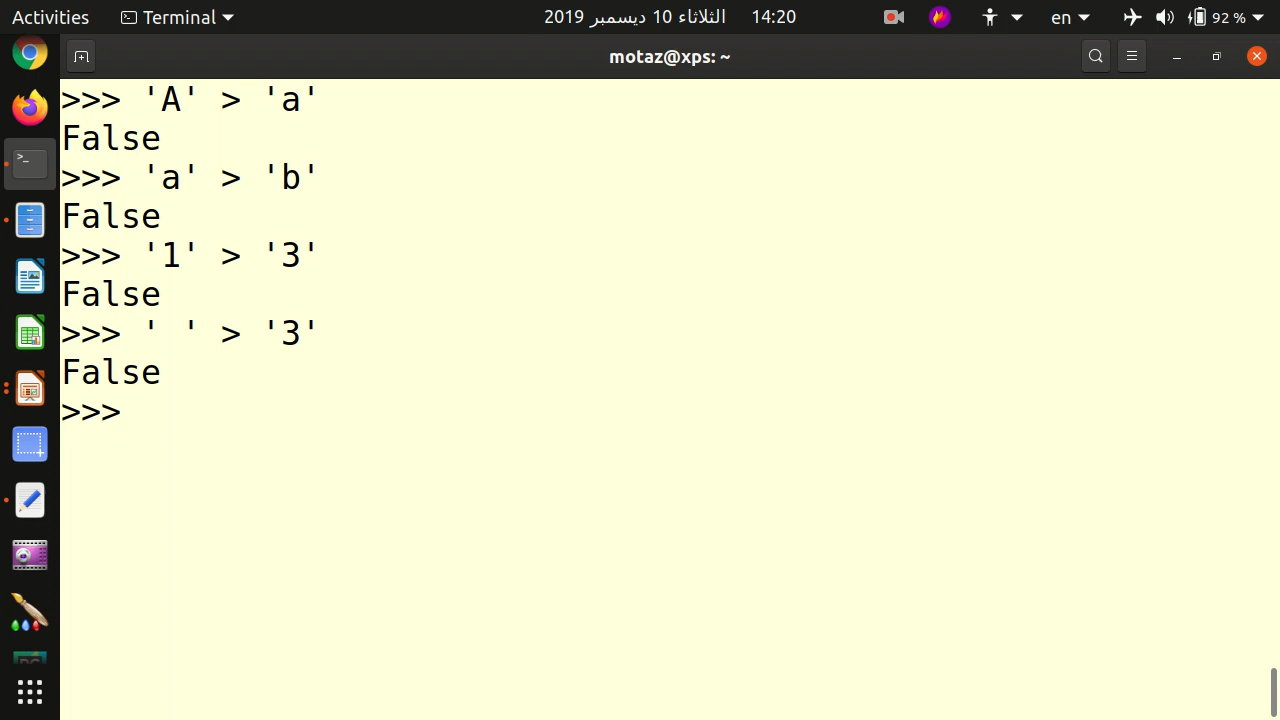 Activities
Terminal
الثلاثاء 10 ديسمبر 2019 14:20
en
92 %
motaz@xps: ~
>>> 'A' > 'a'
False
>>> 'a' > 'b'
False
>>> '1' > '3'
False
>>> ' ' > '3'
False
>>>